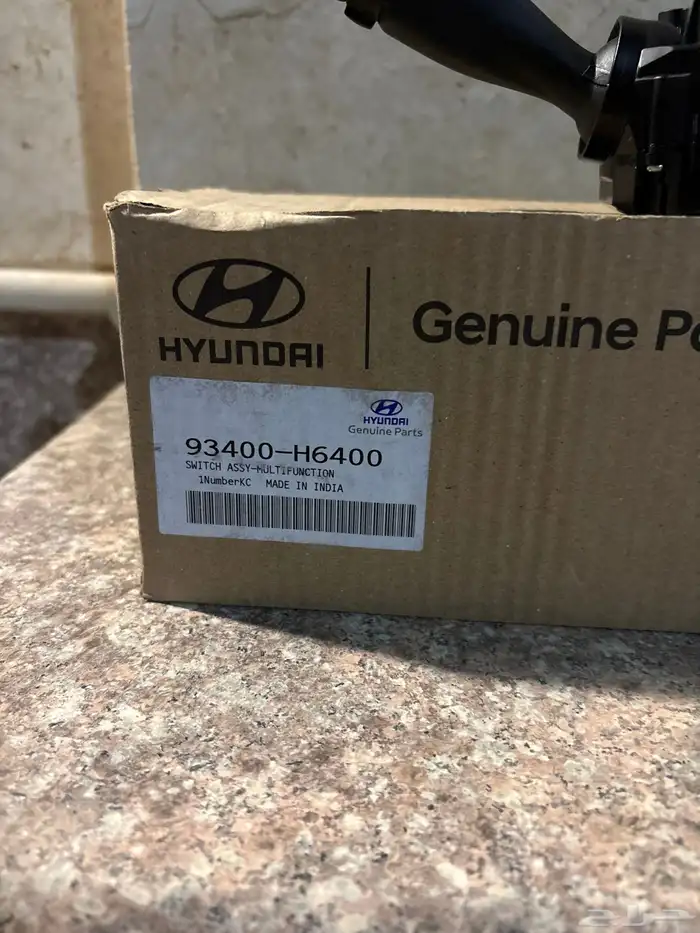 HYUNDAI
Genuine Pa
HYUNDAI
Genuine Parts
93400-H6400
SWITCH ASSY-MULTIFUNCTION
1NumberKC MADE IN INDIA